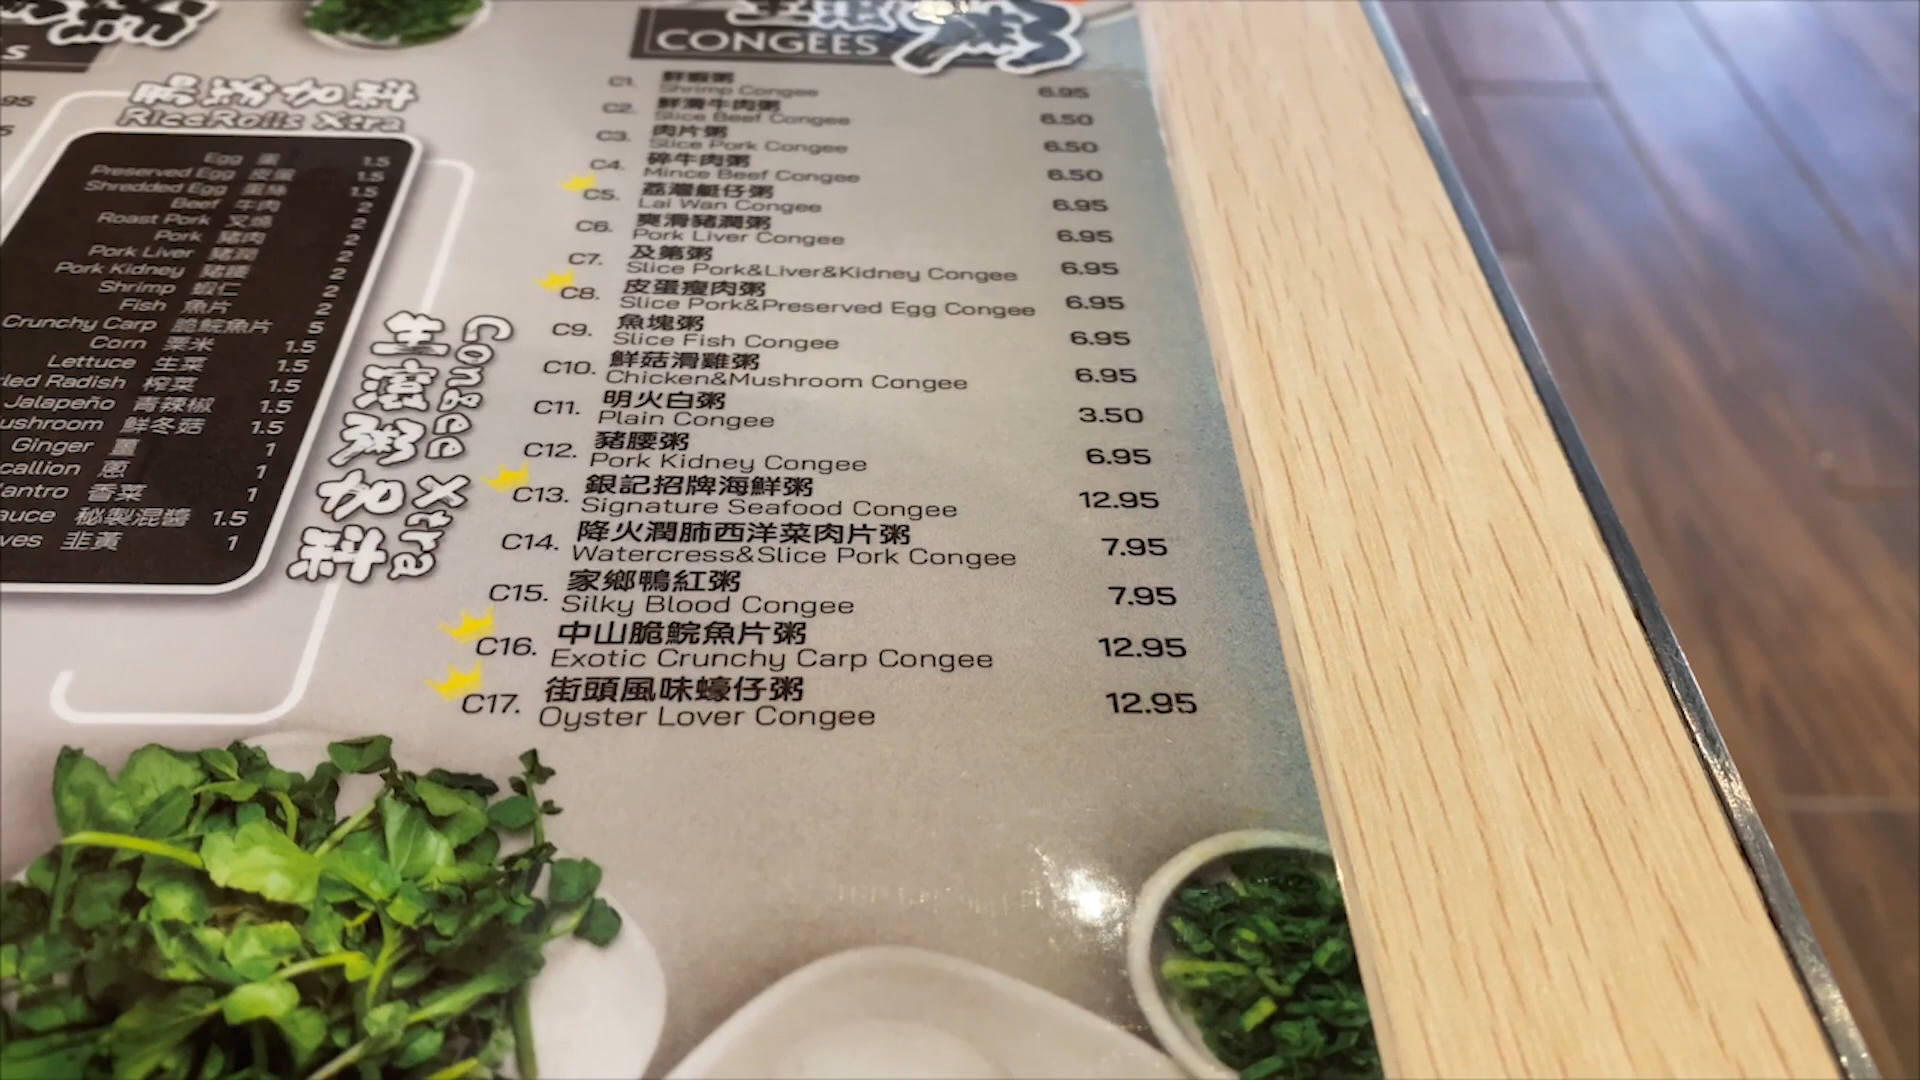 S
95
5
腸粉加料
RiceRolls Xtra
Egg 蛋 1.5
Preserved Egg 皮蛋 1.5
Shredded Egg 蛋絲 1.5
Beef 牛肉 2
Roast Pork 叉燒 2
Pork 豬肉 2
Pork Liver 豬潤 2
Pork Kidney 豬腰 2
Shrimp 蝦仁 2
Fish 魚片 2
Crunchy Carp 脆鯇魚片 5
Corn 粟米 1.5
Lettuce 生菜 1.5
led Radish 榨菜 1.5
Jalapeño 青辣椒 1.5
ushroom 鮮冬菇 1.5
Ginger 薑 1
callion 蔥 1
lantro 香菜 1
auce 秘製混醬 1.5
ves 韭黃 1
生滾粥加料
Congee Xtra
生滾粥
CONGEES
C1. 鮮蝦粥
Shrimp Congee 6.95
C2. 鮮滑牛肉粥
Slice Beef Congee 6.50
C3. 肉片粥
Slice Pork Congee 6.50
C4. 碎牛肉粥
Mince Beef Congee 6.50
C5. 荔灣艇仔粥
Lai Wan Congee 6.95
C6. 爽滑豬潤粥
Pork Liver Congee 6.95
C7. 及第粥
Slice Pork&Liver&Kidney Congee 6.95
C8. 皮蛋瘦肉粥
Slice Pork&Preserved Egg Congee 6.95
C9. 魚塊粥
Slice Fish Congee 6.95
C10. 鮮菇滑雞粥
Chicken&Mushroom Congee 6.95
C11. 明火白粥
Plain Congee 3.50
C12. 豬腰粥
Pork Kidney Congee 6.95
C13. 銀記招牌海鮮粥
Signature Seafood Congee 12.95
C14. 降火潤肺西洋菜肉片粥
Watercress&Slice Pork Congee 7.95
C15. 家鄉鴨紅粥
Silky Blood Congee 7.95
C16. 中山脆鯇魚片粥
Exotic Crunchy Carp Congee 12.95
C17. 街頭風味蠔仔粥
Oyster Lover Congee 12.95